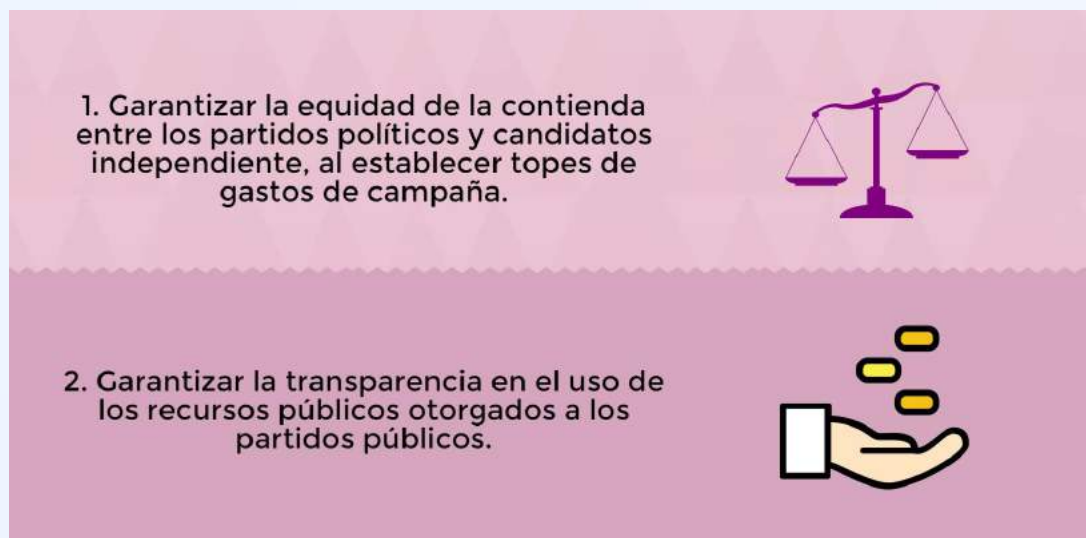 1. Garantizar la equidad de la contienda
entre los partidos políticos y candidatos
independiente, al establecer topes de
gastos de campaña.
2. Garantizar la transparencia en el uso de
los recursos públicos otorgados a los
partidos públicos.